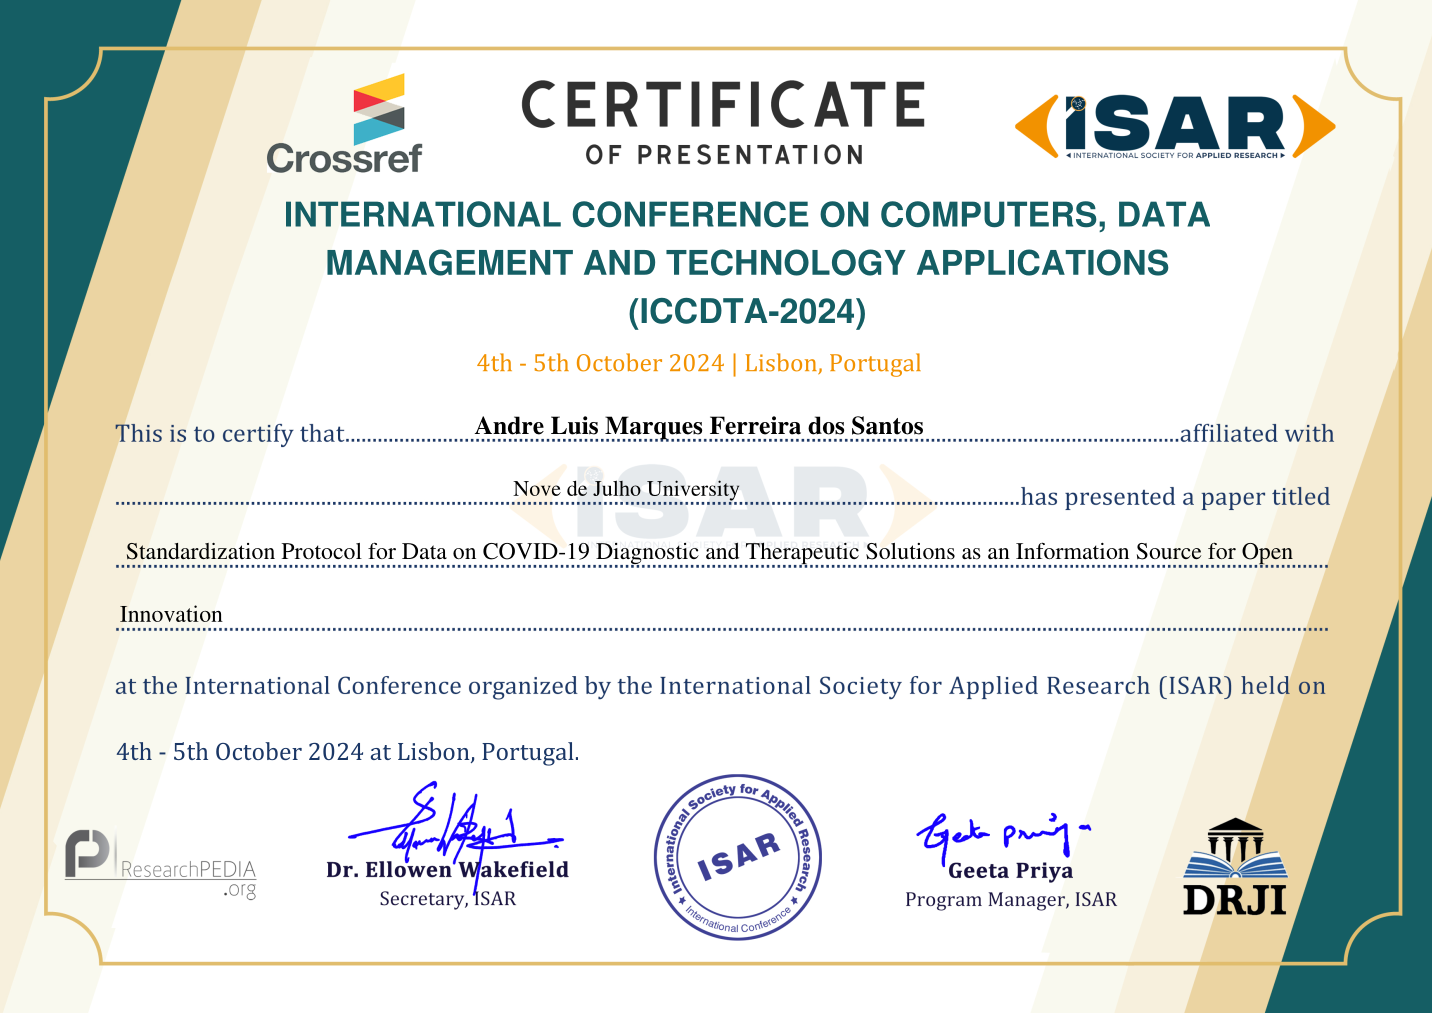 Crossref
CERTIFICATE
OF PRESENTATION
ISAR
INTERNATIONAL SOCIETY FOR APPLIED RESEARCH
INTERNATIONAL CONFERENCE ON COMPUTERS, DATA
MANAGEMENT AND TECHNOLOGY APPLICATIONS
(ICCDTA-2024)
4th - 5th October 2024 | Lisbon, Portugal
This is to certify that Andre Luis Marques Ferreira dos Santos affiliated with
Nove de Julho University has presented a paper titled
Standardization Protocol for Data on COVID-19 Diagnostic and Therapeutic Solutions as an Information Source for Open
Innovation
at the International Conference organized by the International Society for Applied Research (ISAR) held on
4th - 5th October 2024 at Lisbon, Portugal.
ResearchPEDIA
.org
Dr. Ellowen Wakefield
Secretary, ISAR
International Society for Applied Research
ISAR
International Conference
Geeta Priya
Geeta Priya
Program Manager, ISAR
DRJI